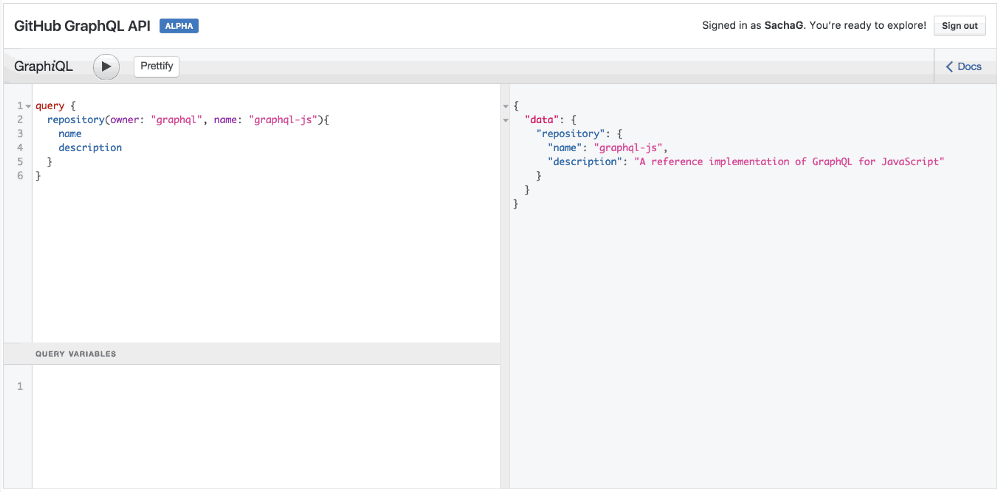 GitHub GraphQL API ALPHA Signed in as SachaG. You're ready to explore! Sign out
GraphiQL Prettify Docs
1 query {
2 repository(owner: "graphql", name: "graphql-js"){
3 name
4 description
5 }
6 }
QUERY VARIABLES
1
{
"data": {
"repository": {
"name": "graphql-js",
"description": "A reference implementation of GraphQL for JavaScript"
}
}
}